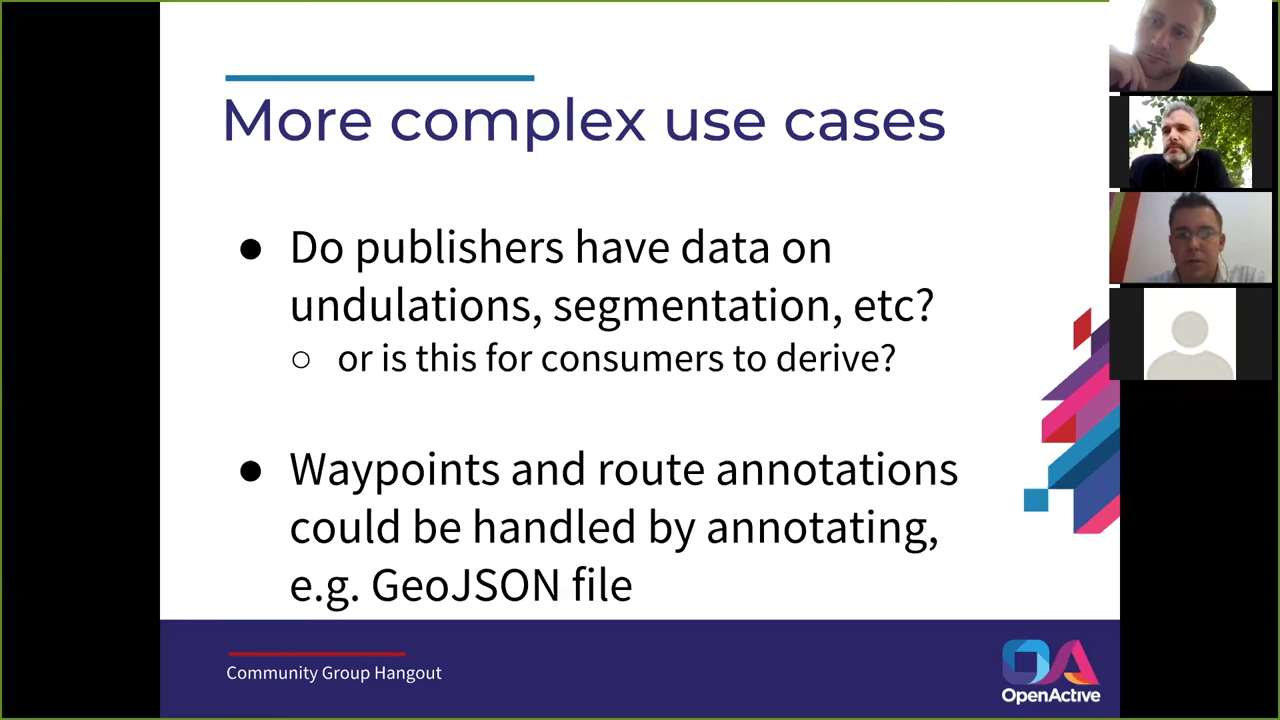 More complex use cases
● Do publishers have data on
undulations, segmentation, etc?
○ or is this for consumers to derive?
● Waypoints and route annotations
could be handled by annotating,
e.g. GeoJSON file
Community Group Hangout
OA
OpenActive